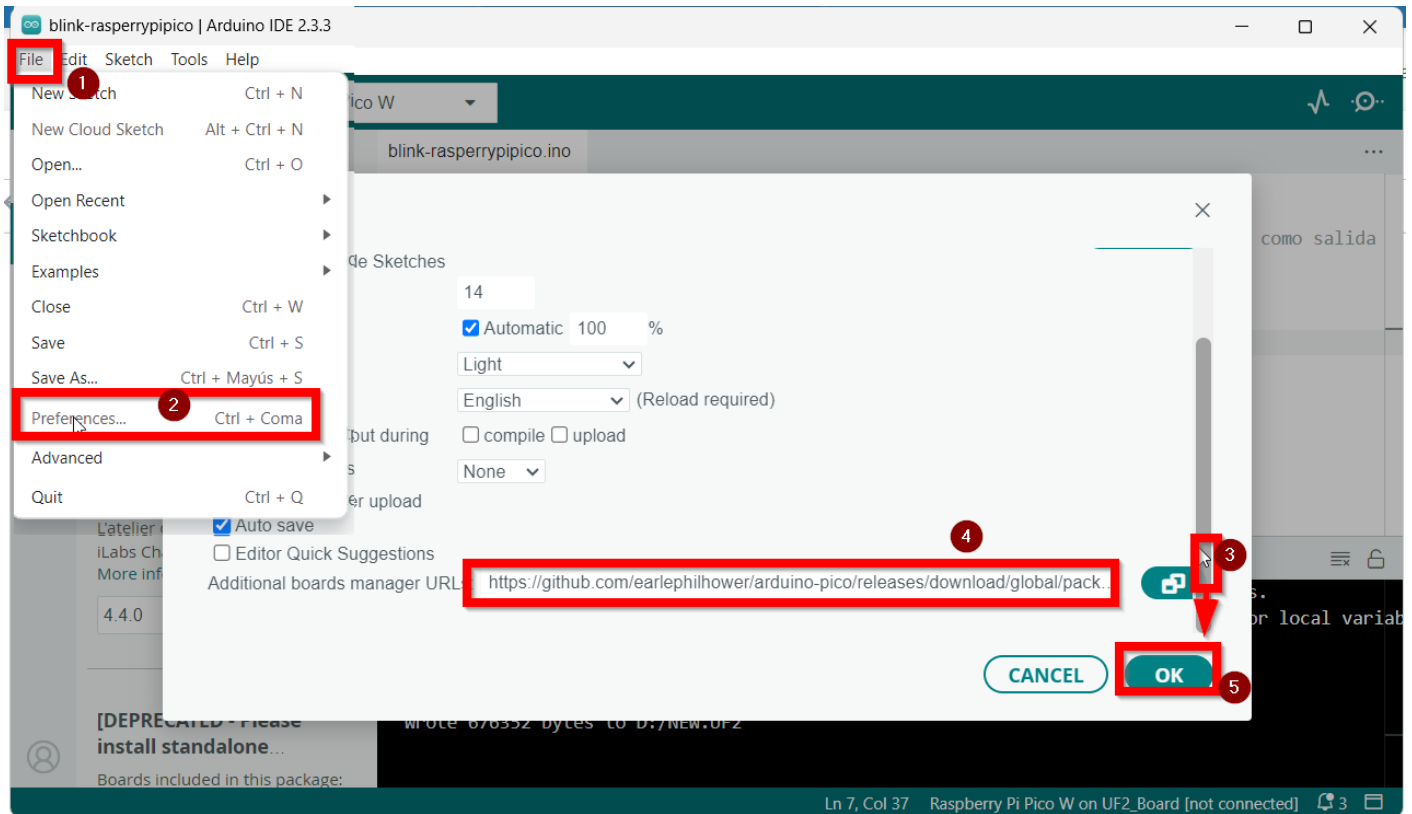 blink-rasperrypipico | Arduino IDE 2.3.3
File Edit Sketch Tools Help
1
New Sketch Ctrl + N
New Cloud Sketch Alt + Ctrl + N
Open... Ctrl + O
Open Recent
Sketchbook
Examples
Close Ctrl + W
Save Ctrl + S
Save As... Ctrl + Mayús + S
2
Preferences... Ctrl + Coma
Advanced
Quit Ctrl + Q
Pico W
blink-rasperrypipico.ino
como salida
Sketches
14
Automatic 100 %
Light
English (Reload required)
during compile upload
None
upload
Auto save
Editor Quick Suggestions
4
3
Additional boards manager URLs: https://github.com/earlephilhower/arduino-pico/releases/download/global/pack...
CANCEL OK
5
L'atelier
iLabs
More
4.4.0
[DEPRECATED - Please
install standalone...
Boards included in this package:
s.
or local variab
Wrote 676352 bytes to D:/NEW.UF2
Ln 7, Col 37 Raspberry Pi Pico W on UF2_Board [not connected] 3